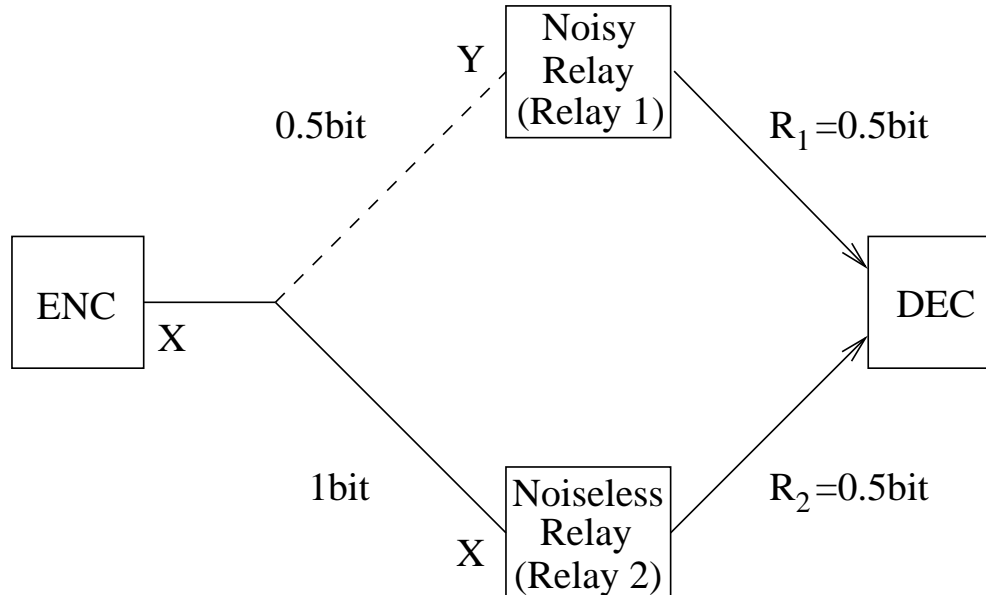 Noisy
Relay
(Relay 1)
Y
0.5bit
R1=0.5bit
ENC
X
DEC
1bit
R2=0.5bit
Noiseless
Relay
(Relay 2)
X